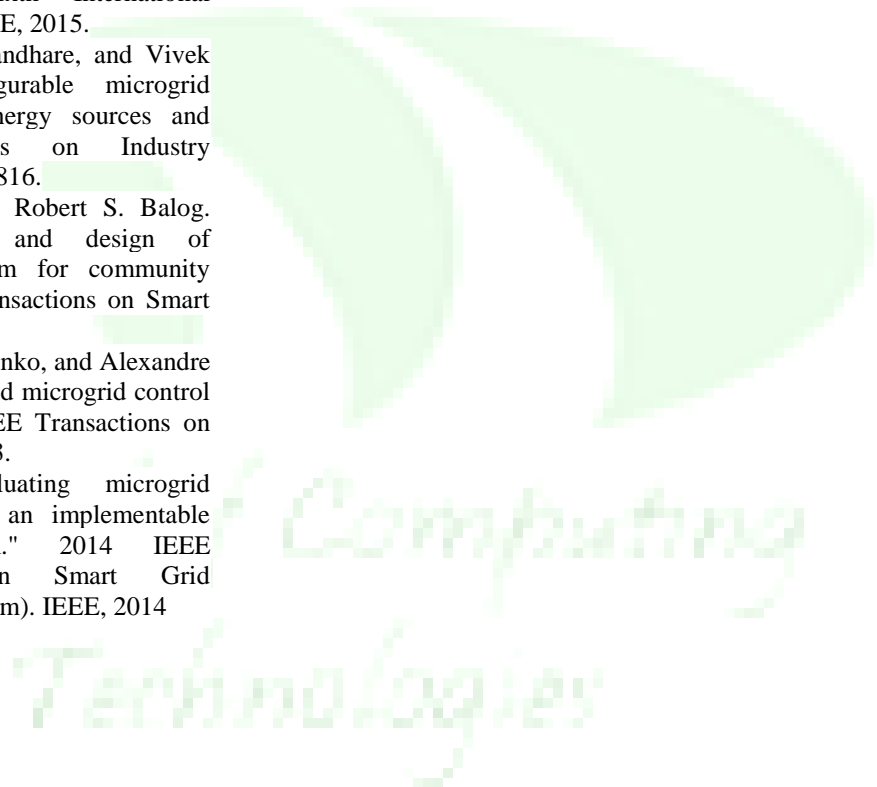 International
E, 2015.
andhare, and Vivek
gurable microgrid
nergy sources and
s on Industry
816.
Robert S. Balog.
and design of
m for community
ansactions on Smart
nko, and Alexandre
d microgrid control
EE Transactions on
3.
luating microgrid
an implementable
." 2014 IEEE
n Smart Grid
m). IEEE, 2014
f Computing
Technologies